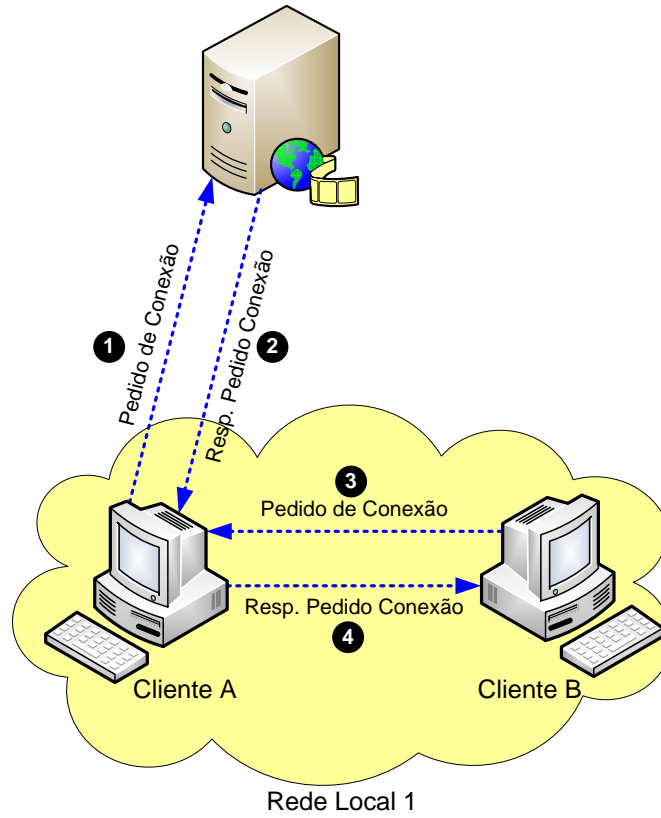 1
Pedido de Conexão
Resp. Pedido Conexão
2
3
Pedido de Conexão
Resp. Pedido Conexão
4
Cliente A
Cliente B
Rede Local 1